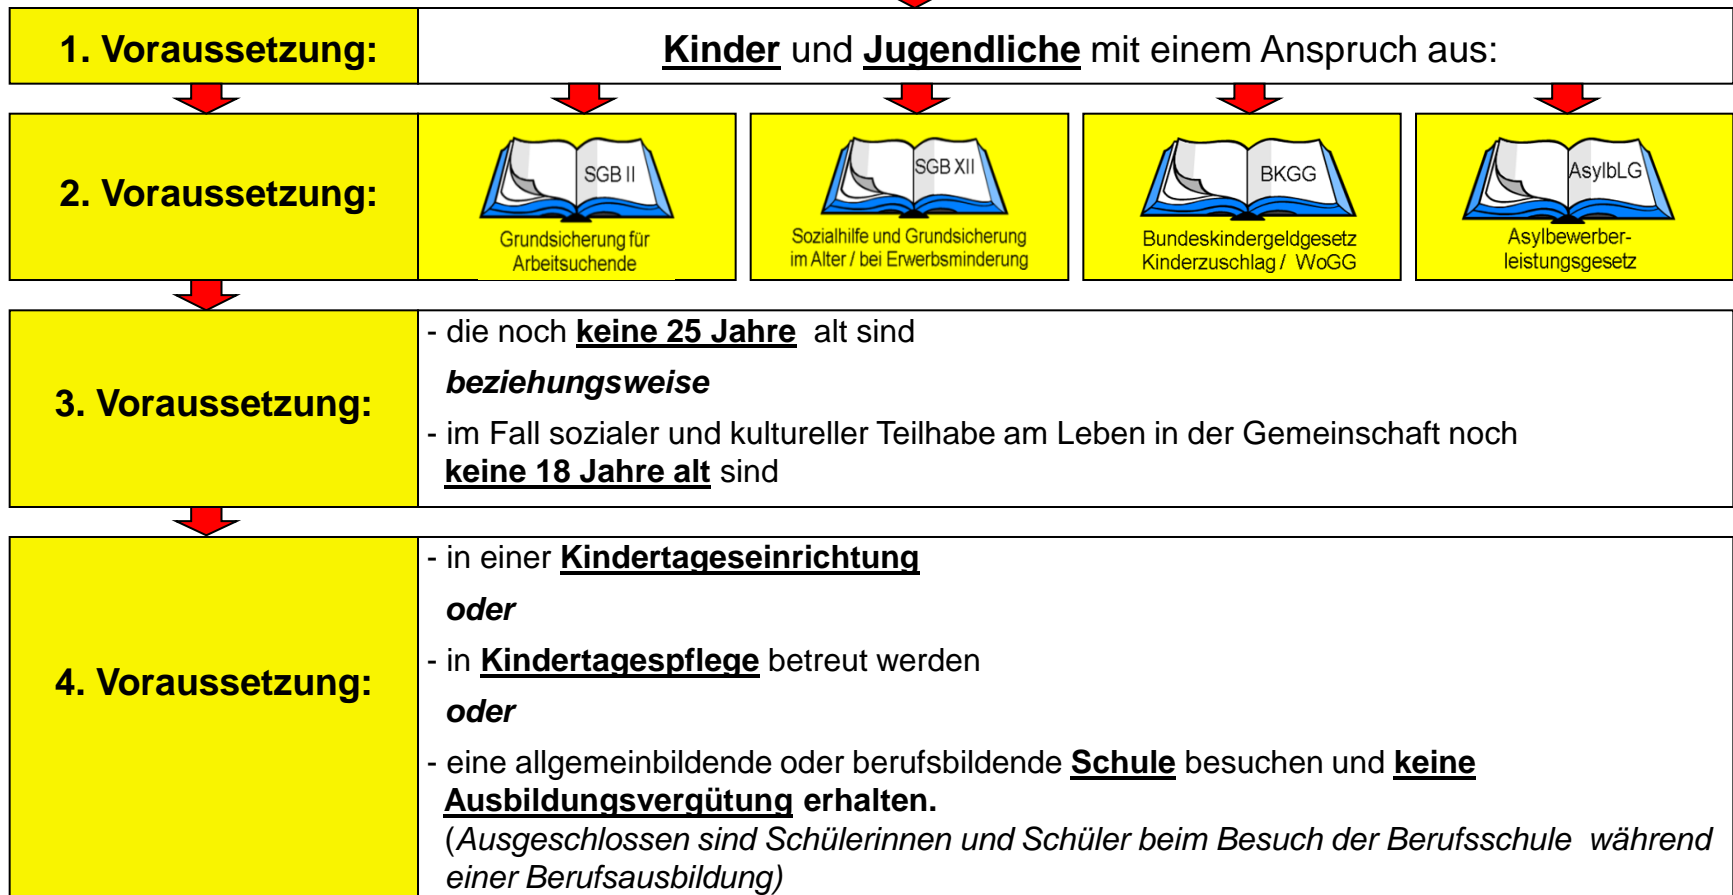 1. Voraussetzung:
Kinder und Jugendliche mit einem Anspruch aus:
2. Voraussetzung:
SGB II
Grundsicherung für
Arbeitsuchende
SGB XII
Sozialhilfe und Grundsicherung
im Alter / bei Erwerbsminderung
BKGG
Bundeskindergeldgesetz
Kinderzuschlag / WoGG
AsylbLG
Asylbewerber-
leistungsgesetz
3. Voraussetzung:
- die noch keine 25 Jahre alt sind
beziehungsweise
- im Fall sozialer und kultureller Teilhabe am Leben in der Gemeinschaft noch
keine 18 Jahre alt sind
4. Voraussetzung:
- in einer Kindertageseinrichtung
oder
- in Kindertagespflege betreut werden
oder
- eine allgemeinbildende oder berufsbildende Schule besuchen und keine
Ausbildungsvergütung erhalten.
(Ausgeschlossen sind Schülerinnen und Schüler beim Besuch der Berufsschule während
einer Berufsausbildung)